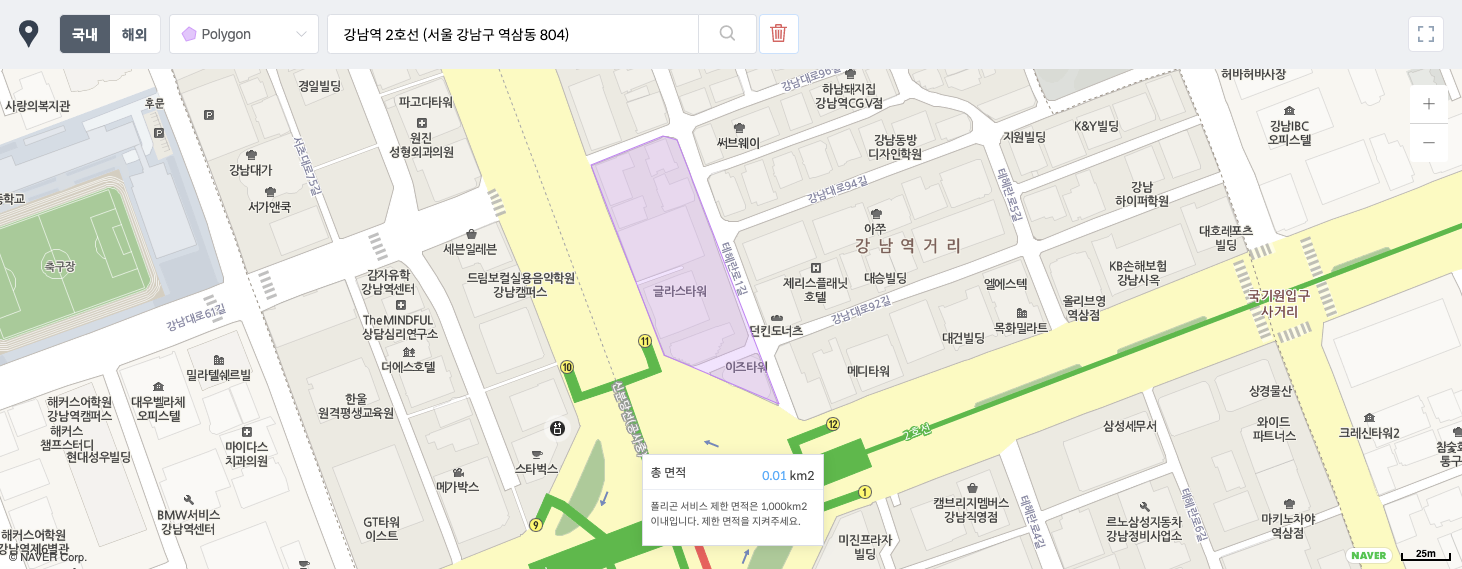 국내
해외
Polygon
강남역 2호선 (서울 강남구 역삼동 804)
사랑의복지관
후문
P
P
경일빌딩
파고다타워
원진
성형외과의원
강남대로96길
하남돼지집
강남역CGV점
허바허바사장
강남IBC
오피스텔
써브웨이
강남동방
디자인학원
지원빌딩
K&Y빌딩
강남대가
서초대로75길
서가앤쿡
등학교
강남대로94길
테헤란로5길
강남
하이퍼학원
세븐일레븐
아쭈
강남역거리
대호레포츠
빌딩
축구장
감자유학
강남역센터
드림보컬실용음악학원
강남캠퍼스
글라스타워
테헤란로1길
제리스플래닛
호텔
대승빌딩
엘에스텍
KB손해보험
강남사옥
국기원입구
사거리
올리브영
역삼점
강남대로61길
The MINDFUL
상담심리연구소
던킨도너츠
강남대로92길
목화밀라트
대건빌딩
11
10
더에스호텔
밀라텔쉐르빌
이즈타워
메디타워
해커스어학원
강남역캠퍼스
해커스
챔프스터디
현대성우빌딩
대우벨라체
오피스텔
한울
원격평생교육원
신분당선(공사중)
12
2호선
삼성세무서
상경물산
와이드
파트너스
크레신타워2
마이다스
치과의원
스타벅스
메가박스
총 면적
0.01 km2
폴리곤 서비스 제한 면적은 1,000km2
이내입니다. 제한 면적을 지켜주세요.
1
9
캠브리지멤버스
강남직영점
BMW서비스
강남역센터
GT타워
이스트
미진프라자
빌딩
테헤란로4길
르노삼성자동차
강남정비사업소
테헤란로6길
마키노차야
역삼점
해커스어학원
강남역제6별관
© NAVER Corp.
NAVER
25m